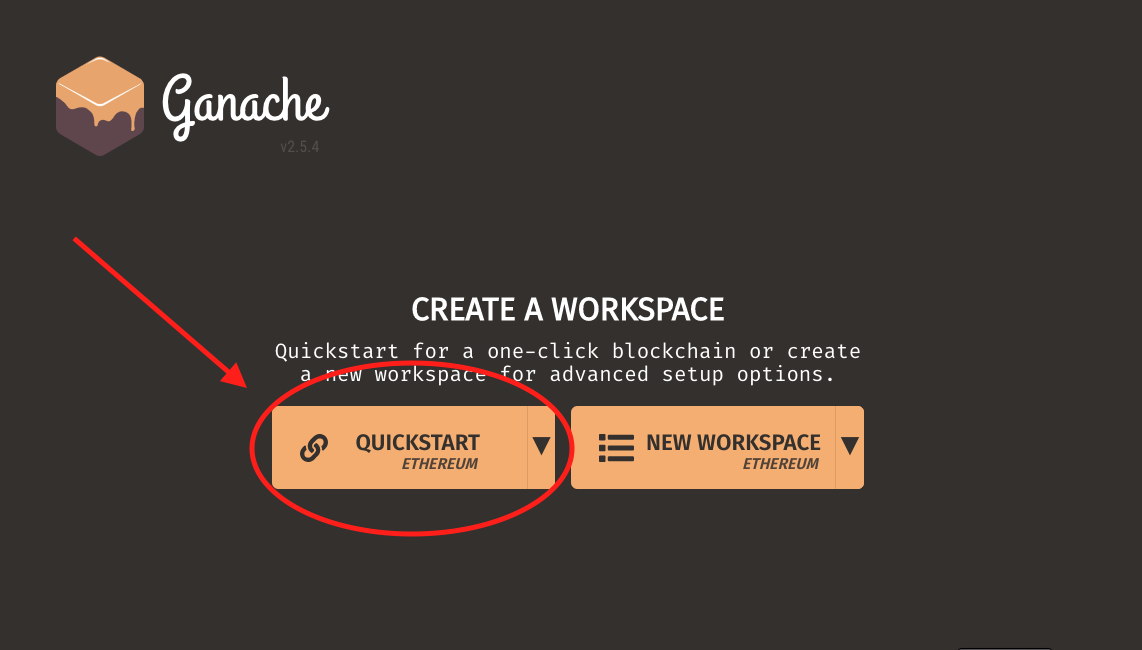 Ganache
v2.5.4
CREATE A WORKSPACE
Quickstart for a one-click blockchain or create
a new workspace for advanced setup options.
QUICKSTART
ETHEREUM
▼
NEW WORKSPACE
ETHEREUM
▼